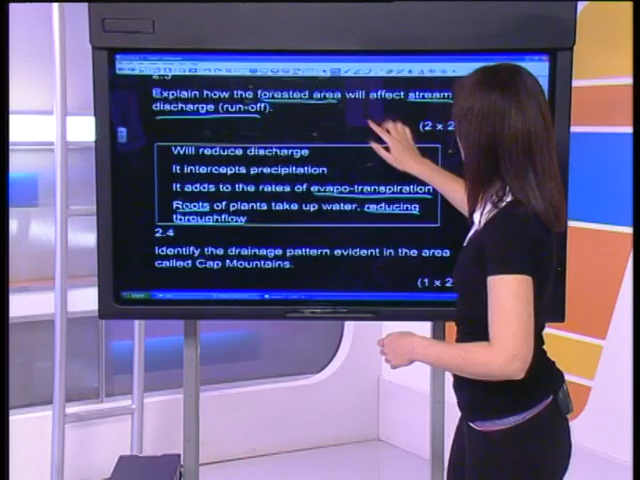 Explain how the forested area will affect stream
discharge (run-off).
(2 x 2
Will reduce discharge
It intercepts precipitation
It adds to the rates of evapo-transpiration
Roots of plants take up water, reducing
throughflow
2.4
Identify the drainage pattern evident in the area
called Cap Mountains.
(1 x 2